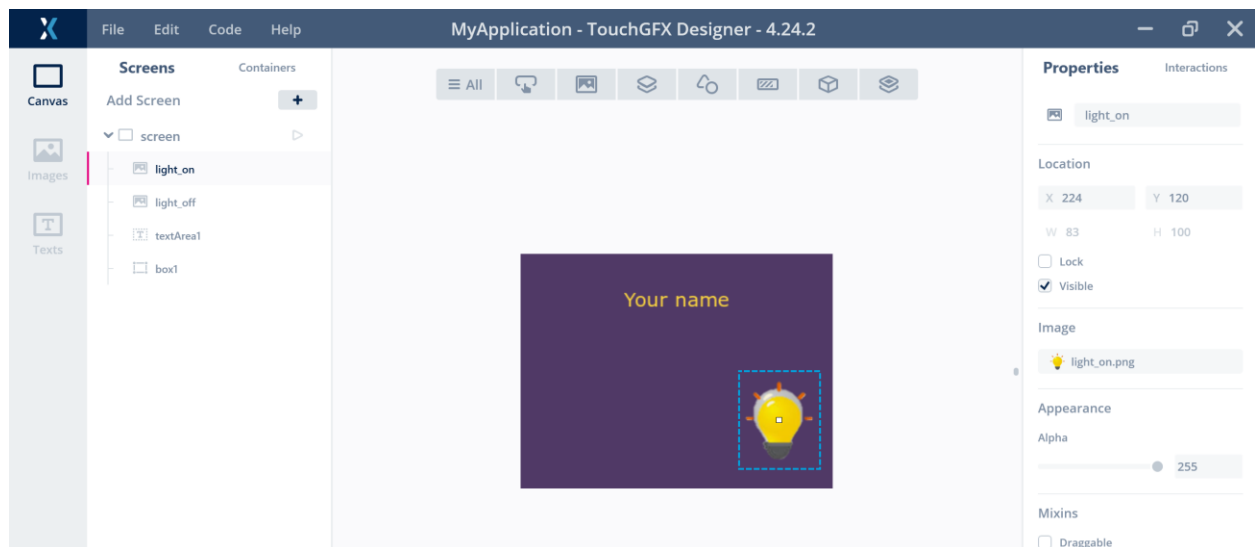 File Edit Code Help MyApplication - TouchGFX Designer - 4.24.2
Canvas
Images
Texts
Screens Containers
Add Screen +
screen
light_on
light_off
textArea1
box1
All
Your name
Properties Interactions
light_on
Location
X 224 Y 120
W 83 H 100
Lock
Visible
Image
light_on.png
Appearance
Alpha
255
Mixins
Draggable